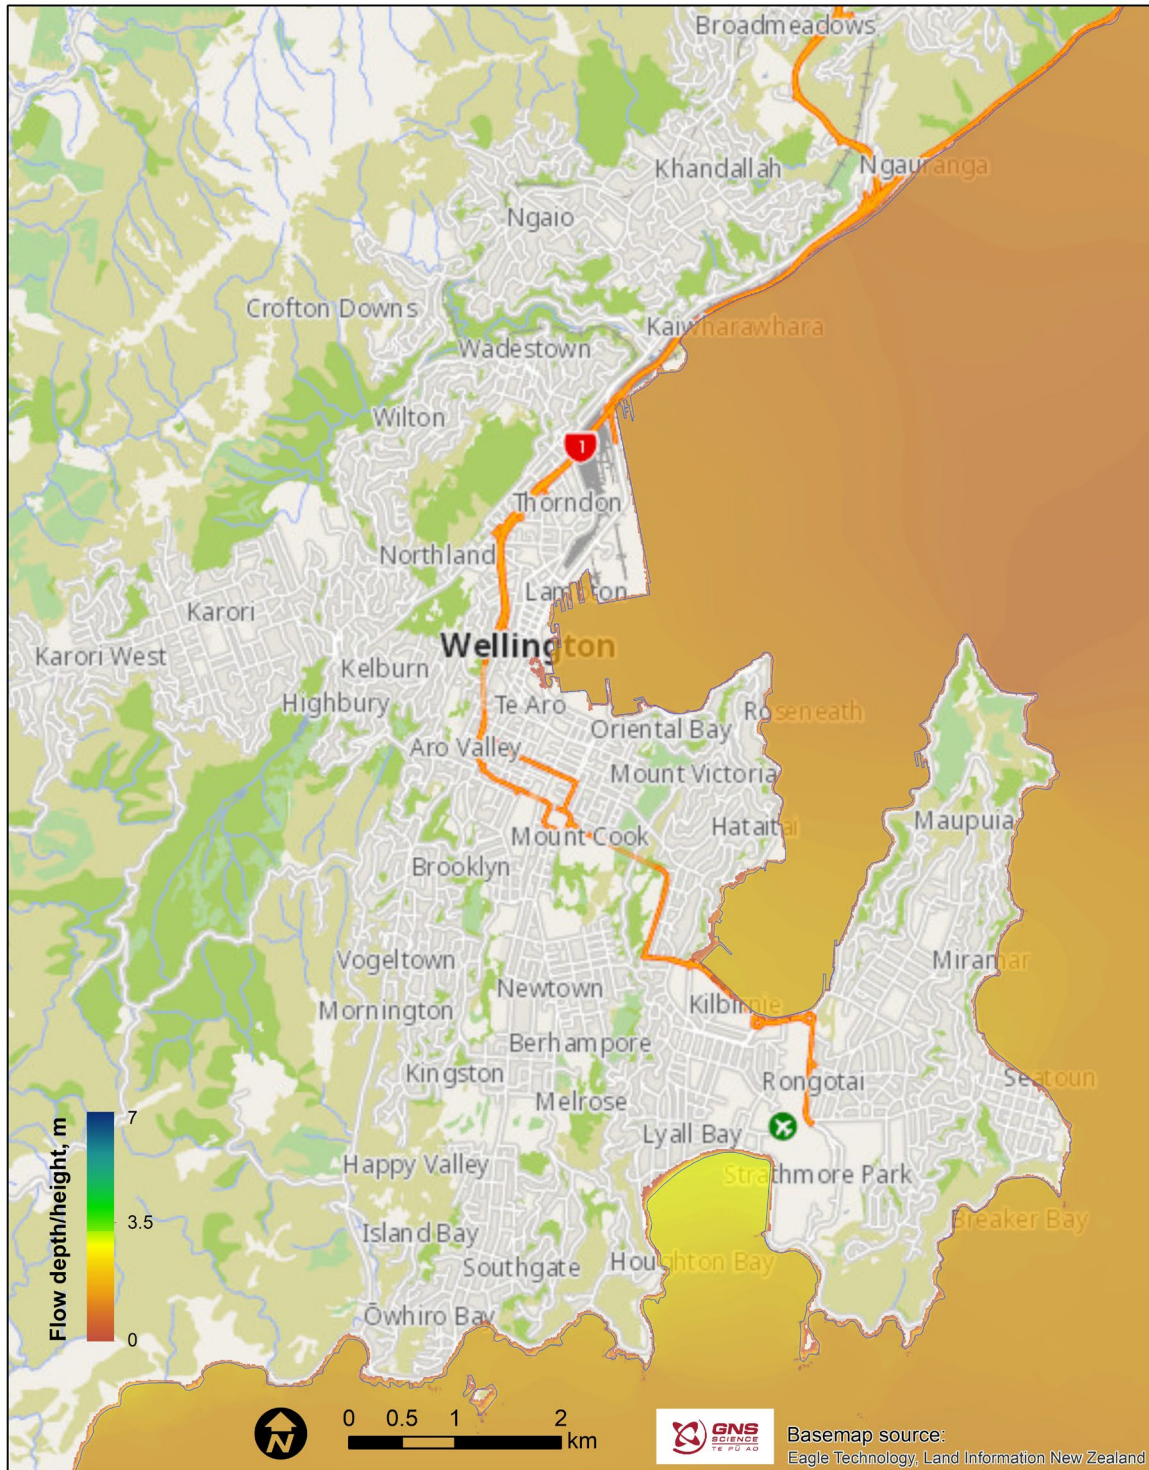 Broadmeadows
Khandallah
Ngauranga
Ngaio
Crofton Downs
Kaiwharawhara
Wadestown
Wilton
1
Thorndon
Northland
Lambton
Karori
Wellington
Karori West
Kelburn
Highbury
Te Aro
Roseneath
Oriental Bay
Aro Valley
Mount Victoria
Maupuia
Hataitai
Mount Cook
Brooklyn
Vogeltown
Miramar
Newtown
Kilbirnie
Mornington
Berhampore
Kingston
Rongotai
Seatoun
Melrose
Lyall Bay
Happy Valley
Strathmore Park
Breaker Bay
Island Bay
Houghton Bay
Southgate
Ōwhiro Bay
Flow depth/height, m
7
3.5
0
N
0 0.5 1 2
km
GNS
SCIENCE
TE PŪ AO
Basemap source:
Eagle Technology, Land Information New Zealand